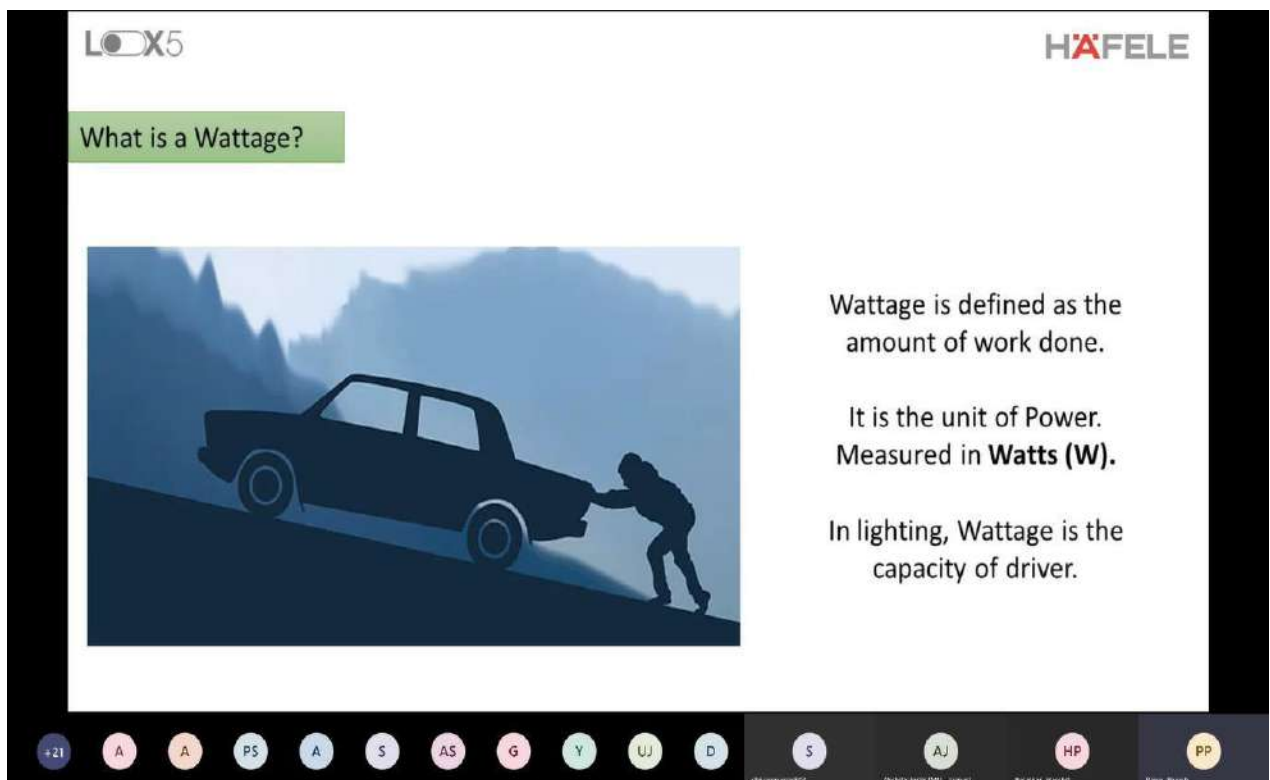 LOOX5
HÄFELE
What is a Wattage?
Wattage is defined as the
amount of work done.
It is the unit of Power.
Measured in Watts (W).
In lighting, Wattage is the
capacity of driver.
+21
A
A
PS
A
S
AS
G
Y
UJ
D
S
AJ
HP
PP